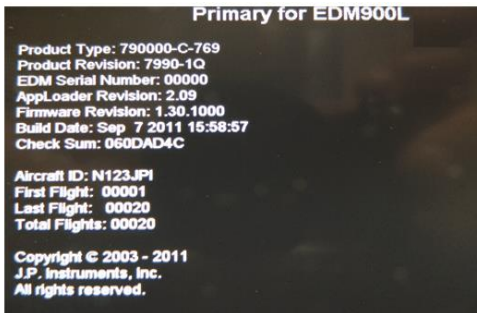 Primary for EDM900L
Product Type: 790000-C-769
Product Revision: 7990-1Q
EDM Serial Number: 00000
AppLoader Revision: 2.09
Firmware Revision: 1.30.1000
Build Date: Sep 7 2011 15:58:57
Check Sum: 060DAD4C
Aircraft ID: N123JPI
First Flight: 00001
Last Flight: 00020
Total Flights: 00020
Copyright © 2003 - 2011
J.P. Instruments, Inc.
All rights reserved.